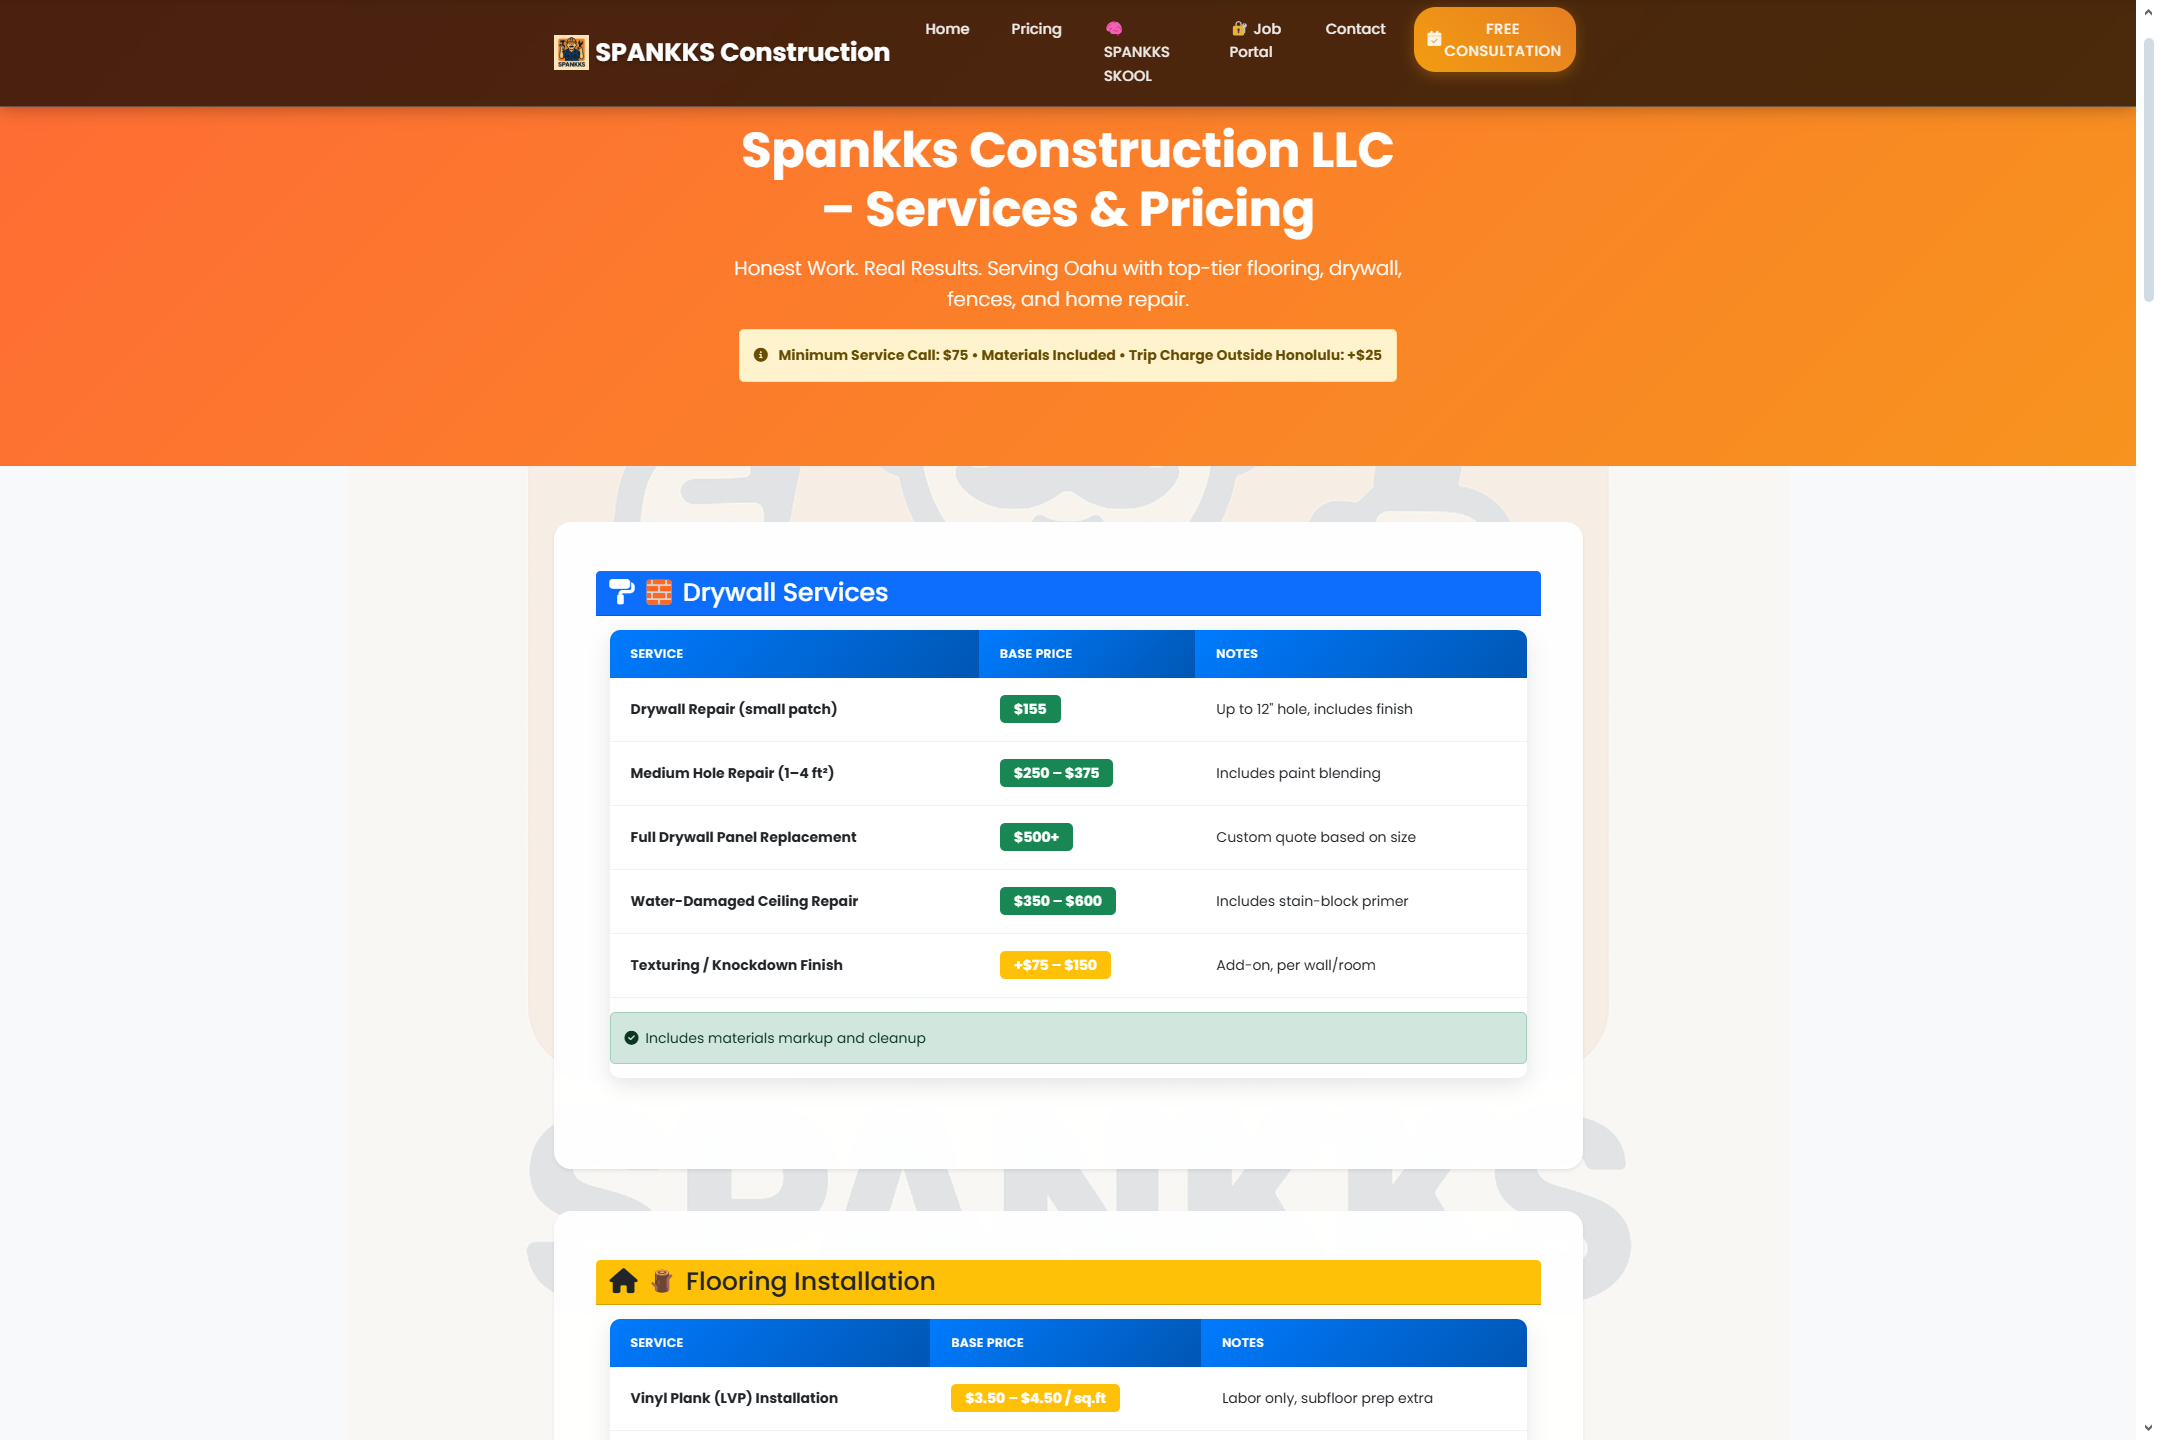 SPANKKS
SPANKKS Construction
Home
Pricing
🧠
SPANKKS
SKOOL
🔐 Job
Portal
Contact
FREE
CONSULTATION
Spankks Construction LLC
– Services & Pricing
Honest Work. Real Results. Serving Oahu with top-tier flooring, drywall,
fences, and home repair.
Minimum Service Call: $75 • Materials Included • Trip Charge Outside Honolulu: +$25
🧱 Drywall Services
SERVICE BASE PRICE NOTES
Drywall Repair (small patch) $155 Up to 12" hole, includes finish
Medium Hole Repair (1–4 ft²) $250 – $375 Includes paint blending
Full Drywall Panel Replacement $500+ Custom quote based on size
Water-Damaged Ceiling Repair $350 – $600 Includes stain-block primer
Texturing / Knockdown Finish +$75 – $150 Add-on, per wall/room
Includes materials markup and cleanup
SPANKKS
🪵 Flooring Installation
SERVICE BASE PRICE NOTES
Vinyl Plank (LVP) Installation $3.50 – $4.50 / sq.ft Labor only, subfloor prep extra